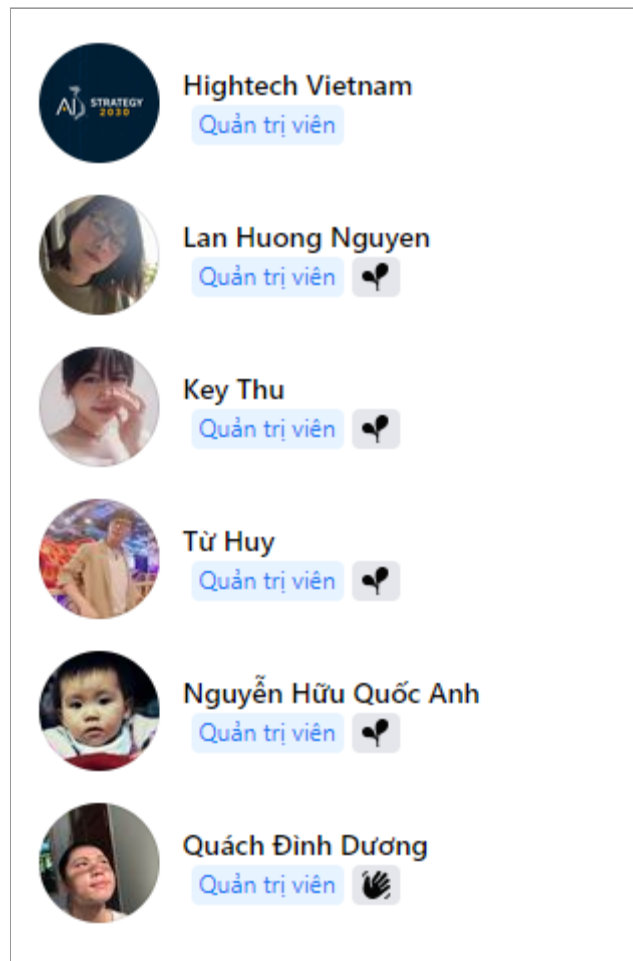 AI STRATEGY
2030
Hightech Vietnam
Quản trị viên
Lan Huong Nguyen
Quản trị viên
Key Thu
Quản trị viên
Từ Huy
Quản trị viên
Nguyễn Hữu Quốc Anh
Quản trị viên
Quách Đình Dương
Quản trị viên